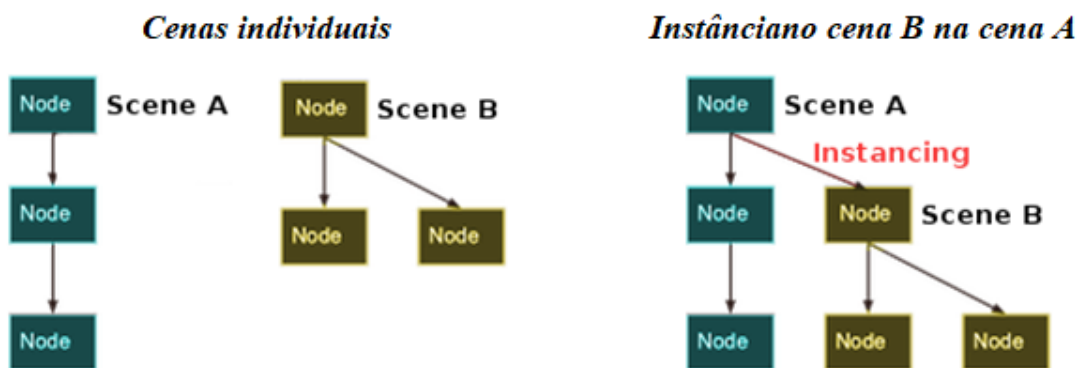 Cenas individuais
Instânciano cena B na cena A
Node Scene A
Node Scene B
Node Scene A
Instancing
Node
Node
Node
Node
Node Scene B
Node
Node
Node
Node